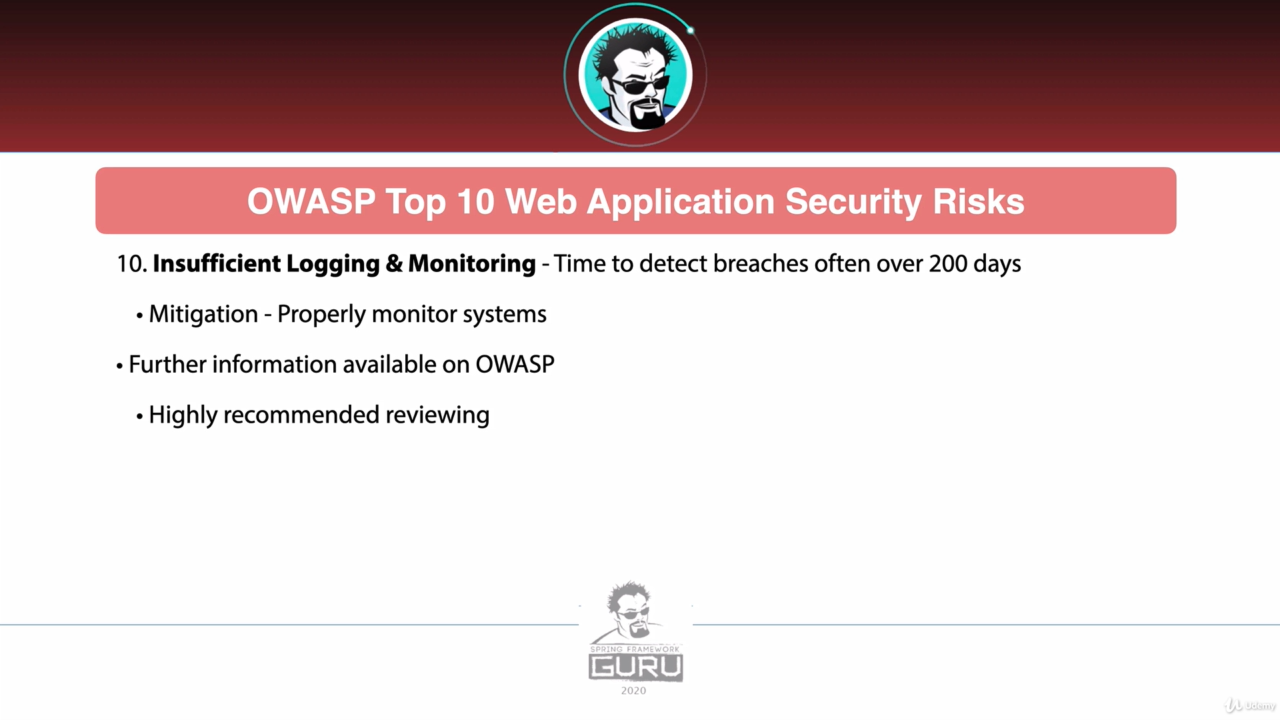 OWASP Top 10 Web Application Security Risks
10. Insufficient Logging & Monitoring - Time to detect breaches often over 200 days
• Mitigation - Properly monitor systems
• Further information available on OWASP
• Highly recommended reviewing
SPRING FRAMEWORK
GURU
2020
Udemy